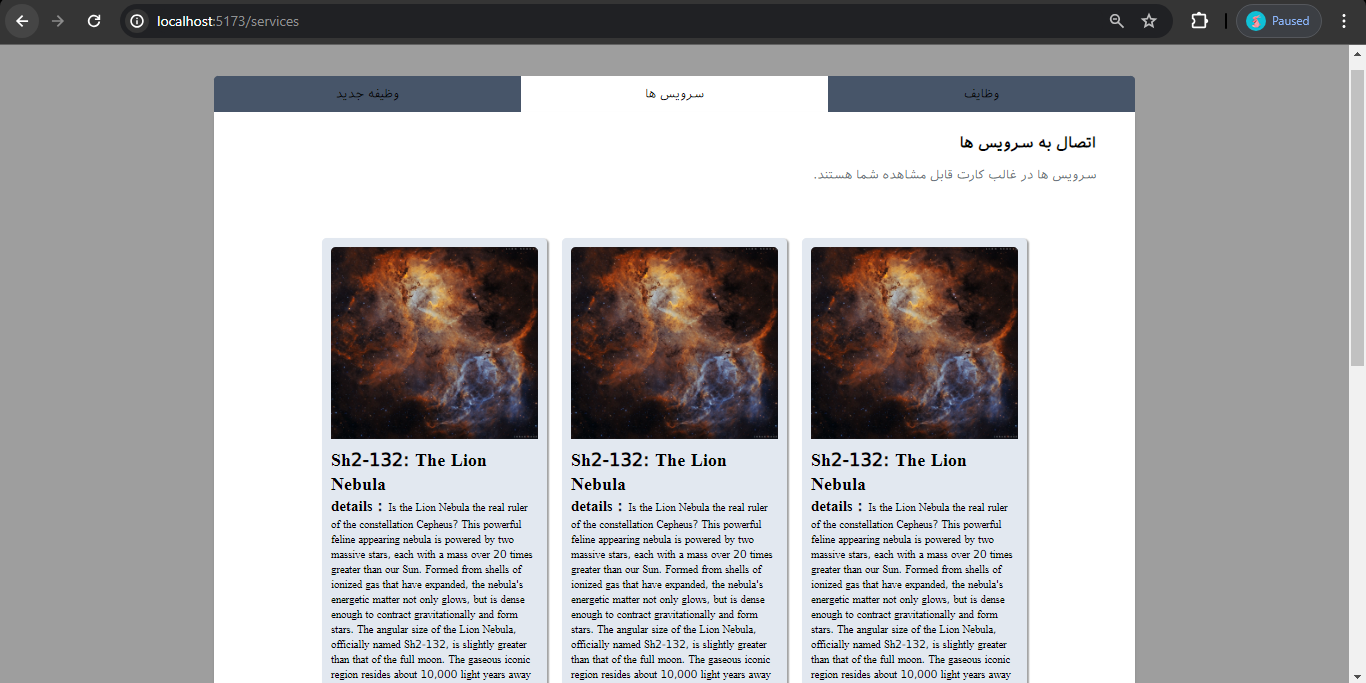 localhost:5173/services
Paused
وظایف
سرویس ها
وظیفه جدید
اتصال به سرویس ها
سرویس ها در غالب کارت قابل مشاهده شما هستند.
Sh2-132: The Lion
Nebula
details : Is the Lion Nebula the real ruler
of the constellation Cepheus? This powerful
feline appearing nebula is powered by two
massive stars, each with a mass over 20 times
greater than our Sun. Formed from shells of
ionized gas that have expanded, the nebula's
energetic matter not only glows, but is dense
enough to contract gravitationally and form
stars. The angular size of the Lion Nebula,
officially named Sh2-132, is slightly greater
than that of the full moon. The gaseous iconic
region resides about 10,000 light years away
Sh2-132: The Lion
Nebula
details : Is the Lion Nebula the real ruler
of the constellation Cepheus? This powerful
feline appearing nebula is powered by two
massive stars, each with a mass over 20 times
greater than our Sun. Formed from shells of
ionized gas that have expanded, the nebula's
energetic matter not only glows, but is dense
enough to contract gravitationally and form
stars. The angular size of the Lion Nebula,
officially named Sh2-132, is slightly greater
than that of the full moon. The gaseous iconic
region resides about 10,000 light years away
Sh2-132: The Lion
Nebula
details : Is the Lion Nebula the real ruler
of the constellation Cepheus? This powerful
feline appearing nebula is powered by two
massive stars, each with a mass over 20 times
greater than our Sun. Formed from shells of
ionized gas that have expanded, the nebula's
energetic matter not only glows, but is dense
enough to contract gravitationally and form
stars. The angular size of the Lion Nebula,
officially named Sh2-132, is slightly greater
than that of the full moon. The gaseous iconic
region resides about 10,000 light years away